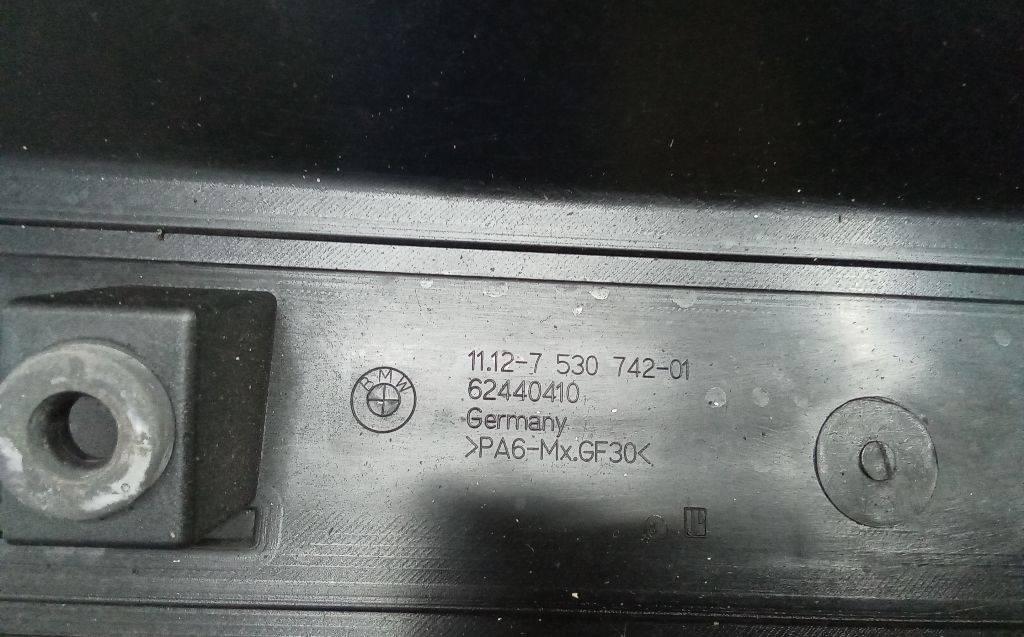 BMW
11.12-7 530 742-01
62440410
Germany
>PA6-Mx.GF30<